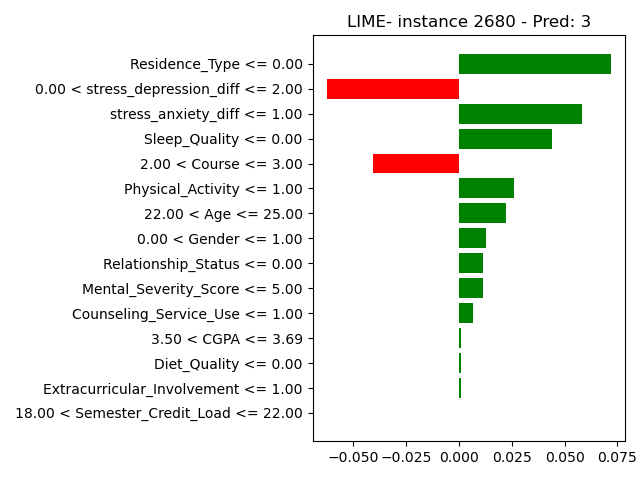 LIME- instance 2680 - Pred: 3
Residence_Type <= 0.00
0.00 < stress_depression_diff <= 2.00
stress_anxiety_diff <= 1.00
Sleep_Quality <= 0.00
2.00 < Course <= 3.00
Physical_Activity <= 1.00
22.00 < Age <= 25.00
0.00 < Gender <= 1.00
Relationship_Status <= 0.00
Mental_Severity_Score <= 5.00
Counseling_Service_Use <= 1.00
3.50 < CGPA <= 3.69
Diet_Quality <= 0.00
Extracurricular_Involvement <= 1.00
18.00 < Semester_Credit_Load <= 22.00
−0.050 −0.025 0.000 0.025 0.050 0.075